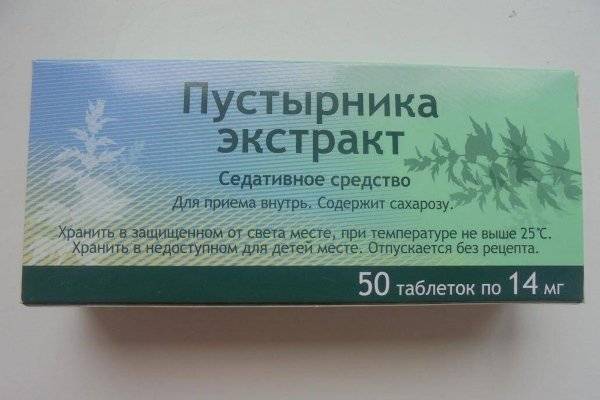 Пустырника
экстракт
Седативное средство
Для приема внутрь. Содержит сахарозу.
Хранить в защищенном от света месте, при температуре не выше 25°C.
Хранить в недоступном для детей месте. Отпускается без рецепта.
50 таблеток по 14 мг